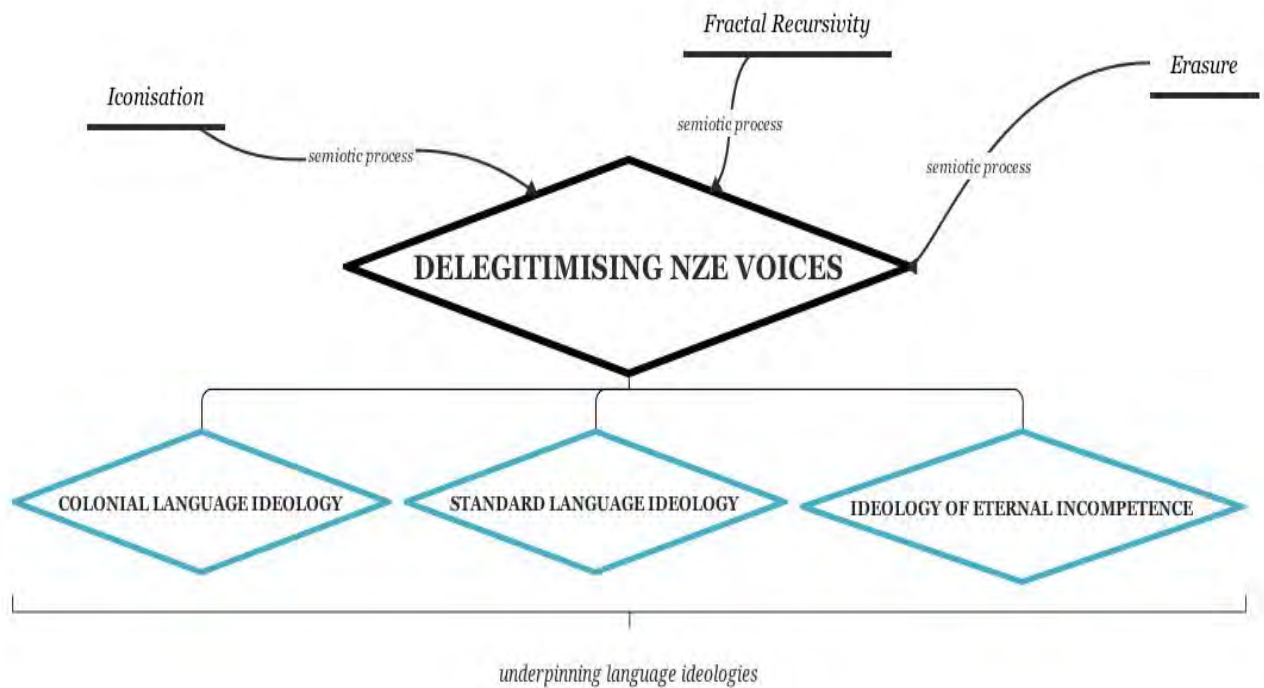 Fractal Recursivity
Erasure
Iconisation
semiotic process
semiotic process
semiotic process
DELEGITIMISING NZE VOICES
COLONIAL LANGUAGE IDEOLOGY
STANDARD LANGUAGE IDEOLOGY
IDEOLOGY OF ETERNAL INCOMPETENCE
underpinning language ideologies